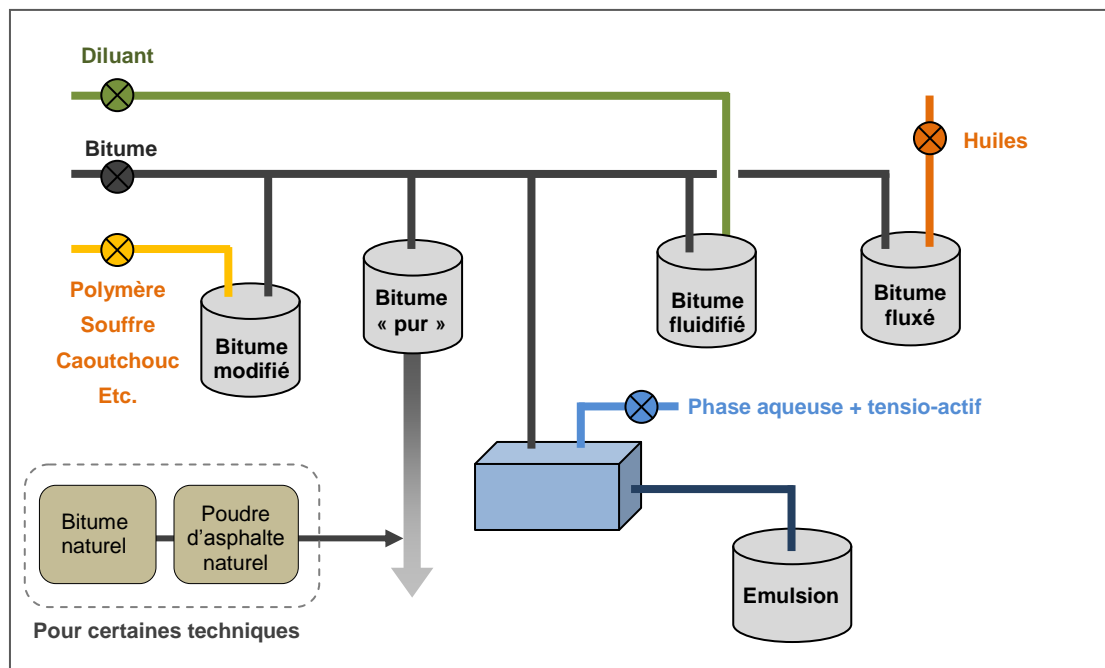 Diluant
Bitume
Huiles
Polymère
Souffre
Caoutchouc
Etc.
Bitume
modifié
Bitume
« pur »
Bitume
fluidifié
Bitume
fluxé
Phase aqueuse + tensio-actif
Bitume
naturel
Poudre
d'asphalte
naturel
Emulsion
Pour certaines techniques